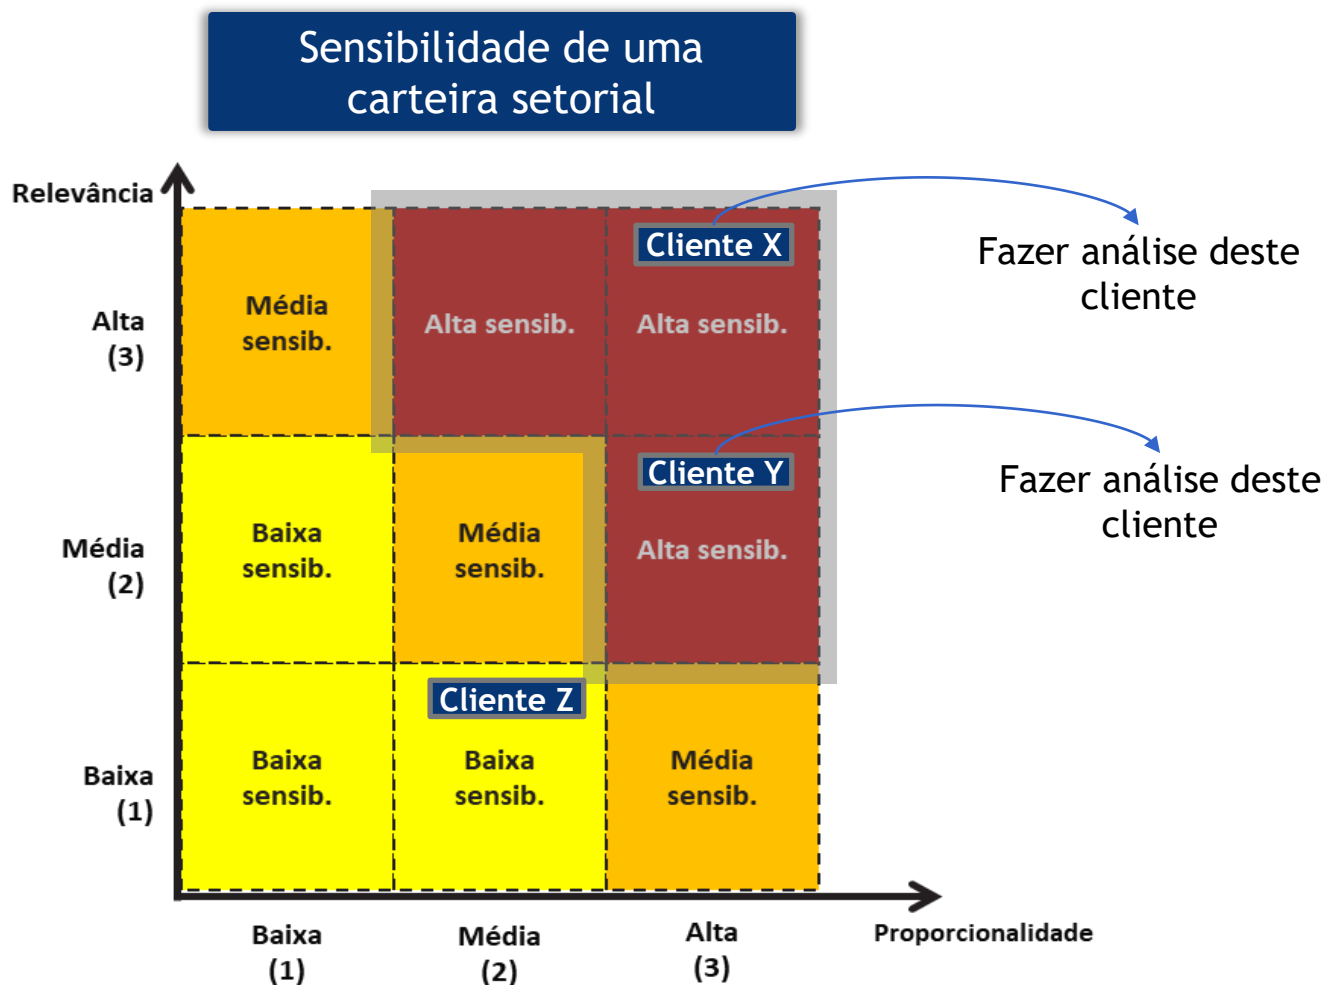 Sensibilidade de uma
carteira setorial
Relevância
Cliente X
Fazer análise deste
cliente
Alta
(3)
Média
sensib.
Alta sensib.
Alta sensib.
Cliente Y
Fazer análise deste
cliente
Média
(2)
Baixa
sensib.
Média
sensib.
Alta sensib.
Cliente Z
Baixa
(1)
Baixa
sensib.
Baixa
sensib.
Média
sensib.
Baixa
(1)
Média
(2)
Alta
(3)
Proporcionalidade